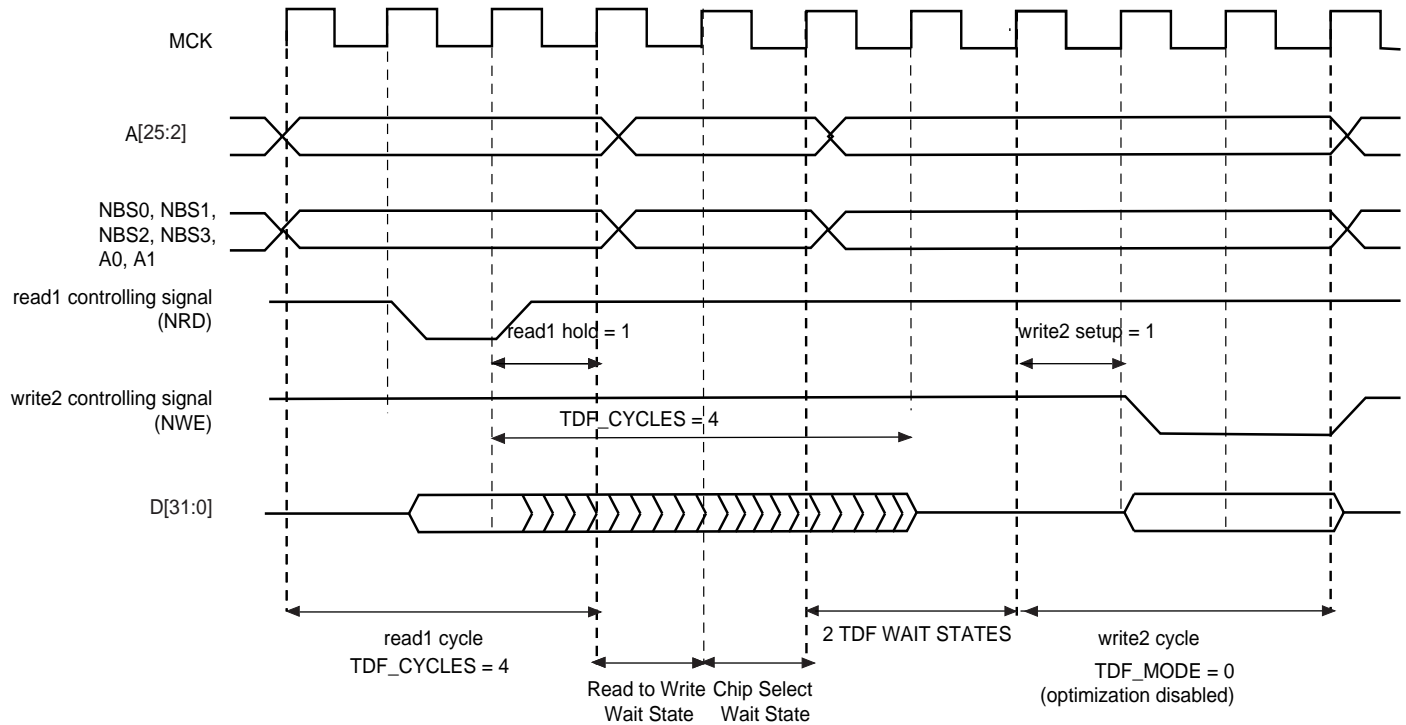 MCK
A[25:2]
NBS0, NBS1,
NBS2, NBS3,
A0, A1
read1 controlling signal
(NRD)
read1 hold = 1
write2 setup = 1
write2 controlling signal
(NWE)
TDF_CYCLES = 4
D[31:0]
read1 cycle
TDF_CYCLES = 4
2 TDF WAIT STATES
write2 cycle
TDF_MODE = 0
(optimization disabled)
Read to Write
Wait State
Chip Select
Wait State